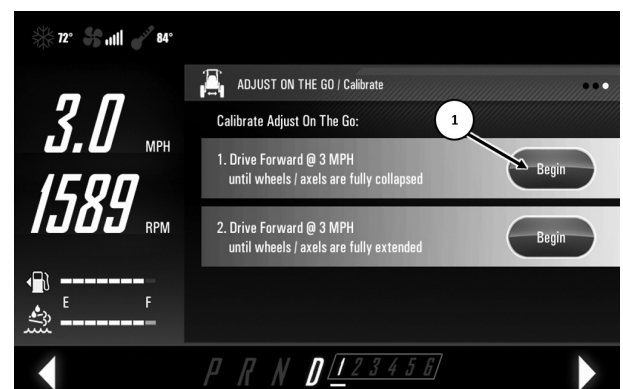 72° 84°
ADJUST ON THE GO / Calibrate
3.0 MPH
Calibrate Adjust On The Go:
1
1. Drive Forward @ 3 MPH
until wheels / axels are fully collapsed
Begin
1589 RPM
2. Drive Forward @ 3 MPH
until wheels / axels are fully extended
Begin
E F
P R N D 1 2 3 4 5 6